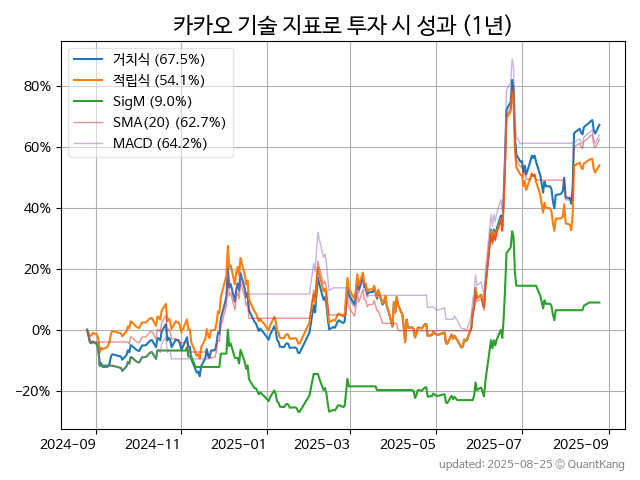 카카오 기술 지표로 투자 시 성과 (1년)
거치식 (67.5%)
적립식 (54.1%)
SigM (9.0%)
SMA(20) (62.7%)
MACD (64.2%)
80%
60%
40%
20%
0%
−20%
2024−09 2024−11 2025−01 2025−03 2025−05 2025−07 2025−09
updated: 2025-08-25 © QuantKang